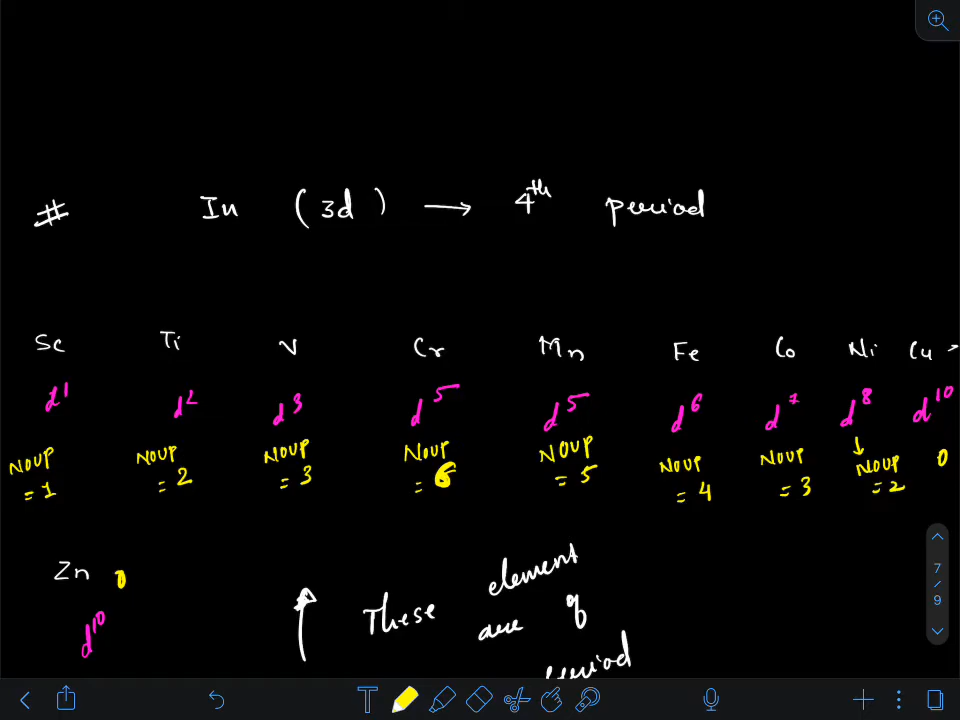 # In (3d) → 4th period
Sc Ti V Cr Mn Fe Co Ni Cu
d1 d2 d3 d5 d5 d6 d7 d8 d10
NOUP = 1 NOUP = 2 NOUP = 3 NOUP = 6 NOUP = 5 NOUP = 4 NOUP = 3 NOUP = 2 0
Zn 0
d10
These element
are of
period
7
/
9
T